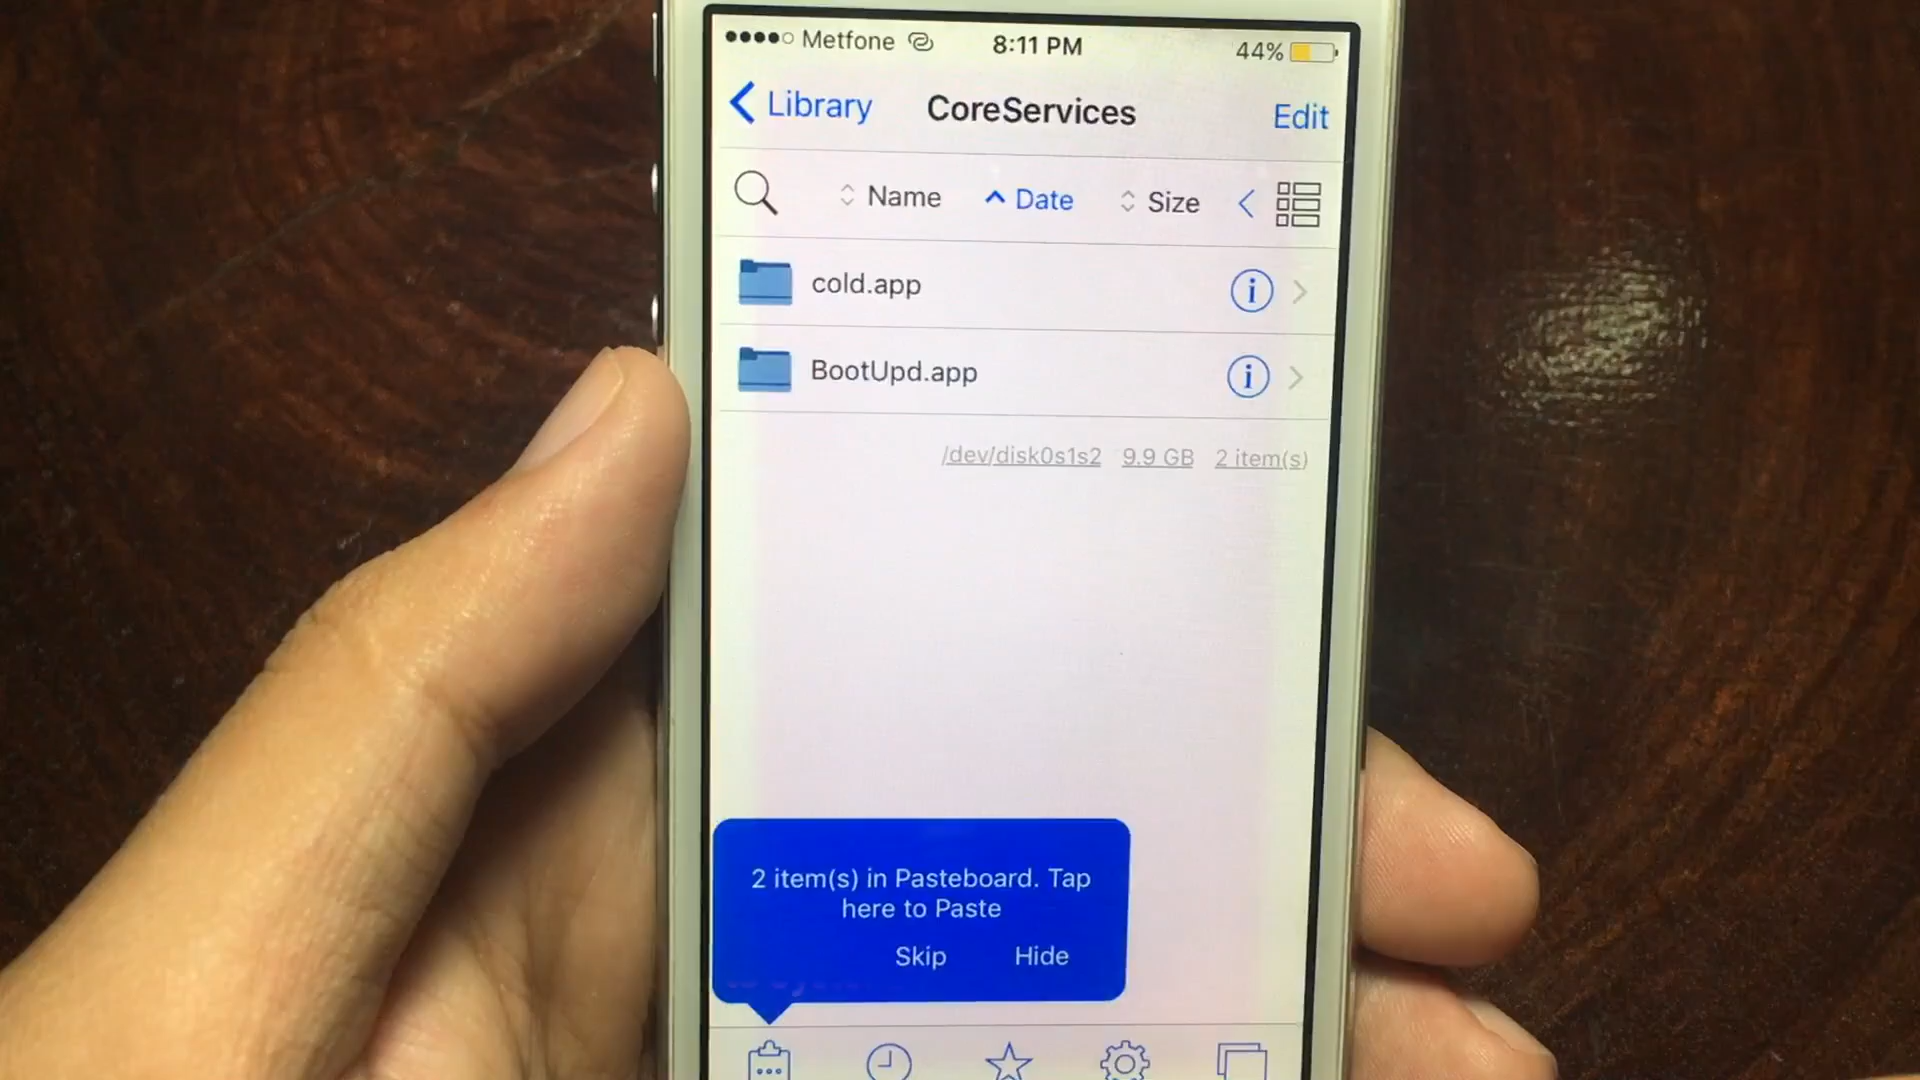 Metfone 8:11 PM 44%
Library CoreServices Edit
Name Date Size
cold.app
BootUpd.app
/dev/disk0s1s2 9.9 GB 2 item(s)
2 item(s) in Pasteboard. Tap
here to Paste
Skip Hide